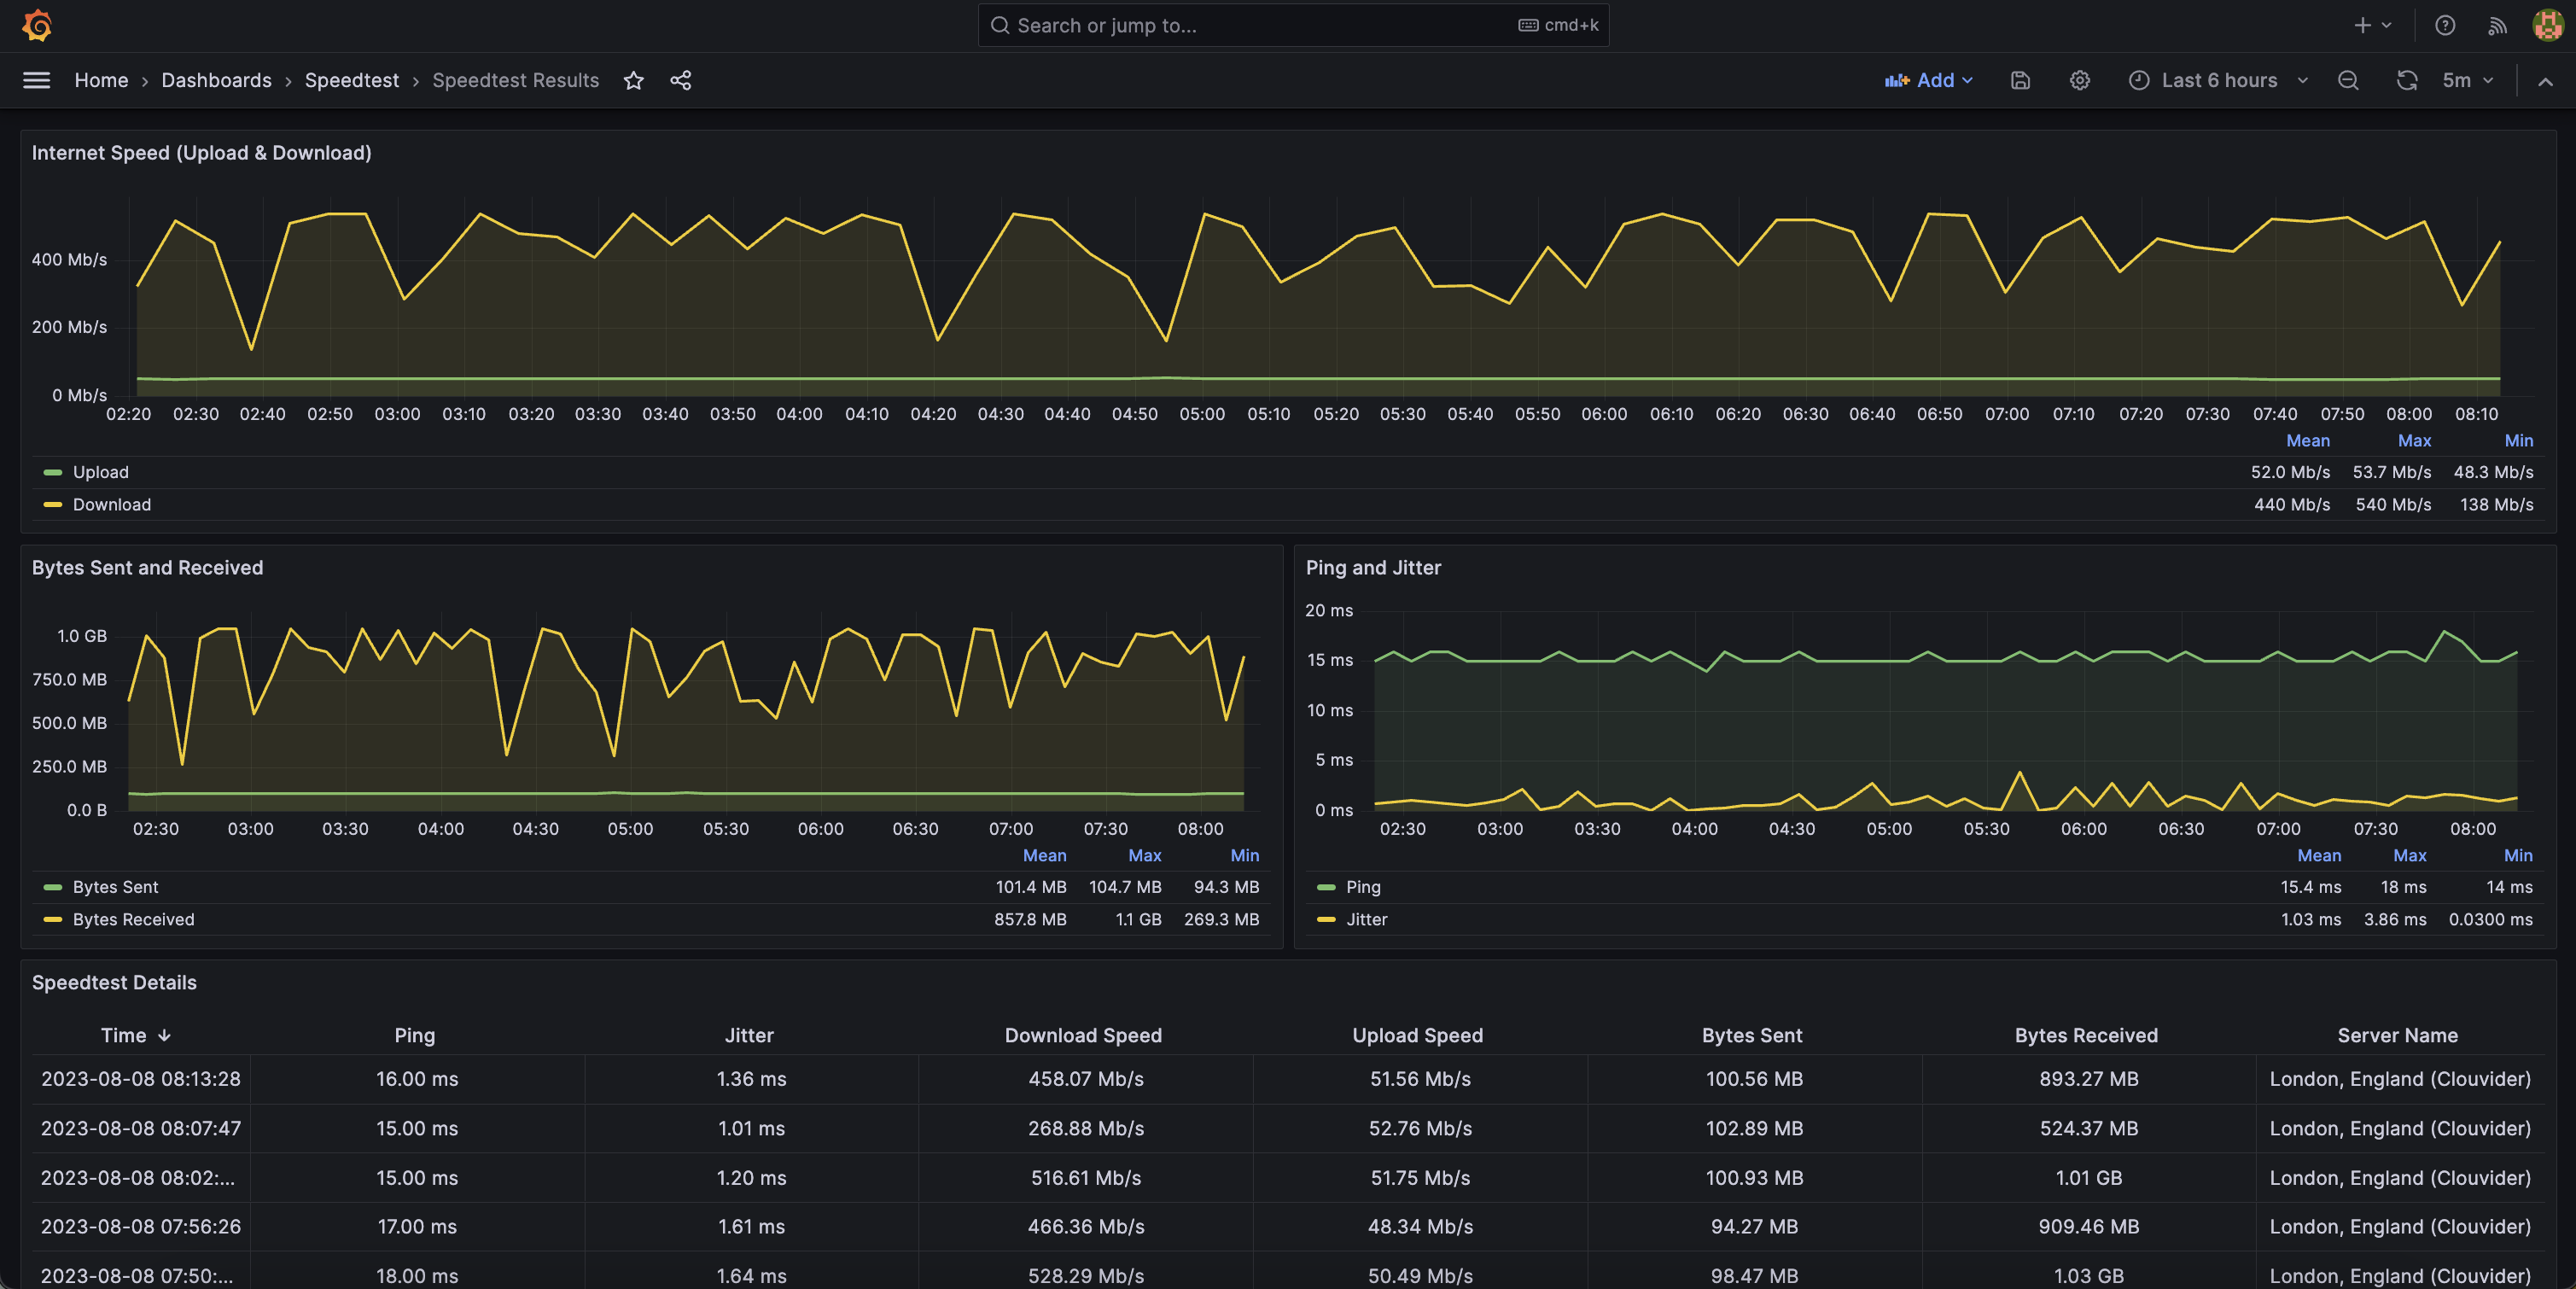 Search or jump to... cmd+k
Home › Dashboards › Speedtest › Speedtest Results Add Last 6 hours 5m
Internet Speed (Upload & Download)
400 Mb/s
200 Mb/s
0 Mb/s
02:20 02:30 02:40 02:50 03:00 03:10 03:20 03:30 03:40 03:50 04:00 04:10 04:20 04:30 04:40 04:50 05:00 05:10 05:20 05:30 05:40 05:50 06:00 06:10 06:20 06:30 06:40 06:50 07:00 07:10 07:20 07:30 07:40 07:50 08:00 08:10
Mean Max Min
Upload 52.0 Mb/s 53.7 Mb/s 48.3 Mb/s
Download 440 Mb/s 540 Mb/s 138 Mb/s
Bytes Sent and Received
1.0 GB
750.0 MB
500.0 MB
250.0 MB
0.0 B
02:30 03:00 03:30 04:00 04:30 05:00 05:30 06:00 06:30 07:00 07:30 08:00
Mean Max Min
Bytes Sent 101.4 MB 104.7 MB 94.3 MB
Bytes Received 857.8 MB 1.1 GB 269.3 MB
Ping and Jitter
20 ms
15 ms
10 ms
5 ms
0 ms
02:30 03:00 03:30 04:00 04:30 05:00 05:30 06:00 06:30 07:00 07:30 08:00
Mean Max Min
Ping 15.4 ms 18 ms 14 ms
Jitter 1.03 ms 3.86 ms 0.0300 ms
Speedtest Details
Time Ping Jitter Download Speed Upload Speed Bytes Sent Bytes Received Server Name
2023-08-08 08:13:28 16.00 ms 1.36 ms 458.07 Mb/s 51.56 Mb/s 100.56 MB 893.27 MB London, England (Clouvider)
2023-08-08 08:07:47 15.00 ms 1.01 ms 268.88 Mb/s 52.76 Mb/s 102.89 MB 524.37 MB London, England (Clouvider)
2023-08-08 08:02:... 15.00 ms 1.20 ms 516.61 Mb/s 51.75 Mb/s 100.93 MB 1.01 GB London, England (Clouvider)
2023-08-08 07:56:26 17.00 ms 1.61 ms 466.36 Mb/s 48.34 Mb/s 94.27 MB 909.46 MB London, England (Clouvider)
2023-08-08 07:50:... 18.00 ms 1.64 ms 528.29 Mb/s 50.49 Mb/s 98.47 MB 1.03 GB London, England (Clouvider)